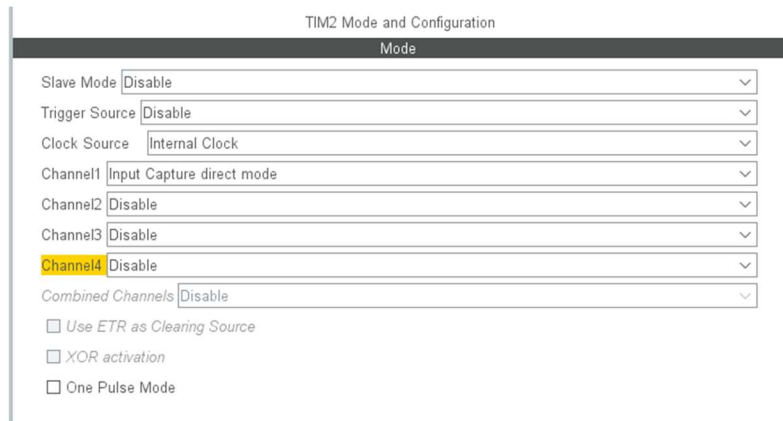 TIM2 Mode and Configuration
Mode
Slave Mode Disable
Trigger Source Disable
Clock Source Internal Clock
Channel1 Input Capture direct mode
Channel2 Disable
Channel3 Disable
Channel4 Disable
Combined Channels Disable
Use ETR as Clearing Source
XOR activation
One Pulse Mode